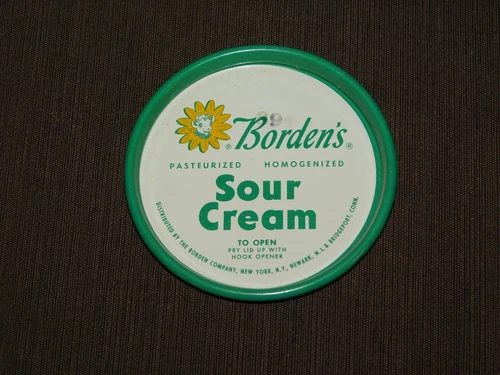 69
Borden's®
PASTEURIZED HOMOGENIZED
Sour
Cream
TO OPEN
PRY LID UP WITH
HOOK OPENER
DISTRIBUTED BY THE BORDEN COMPANY, NEW YORK, N.Y., NEWARK, N.J. & BRIDGEPORT, CONN.